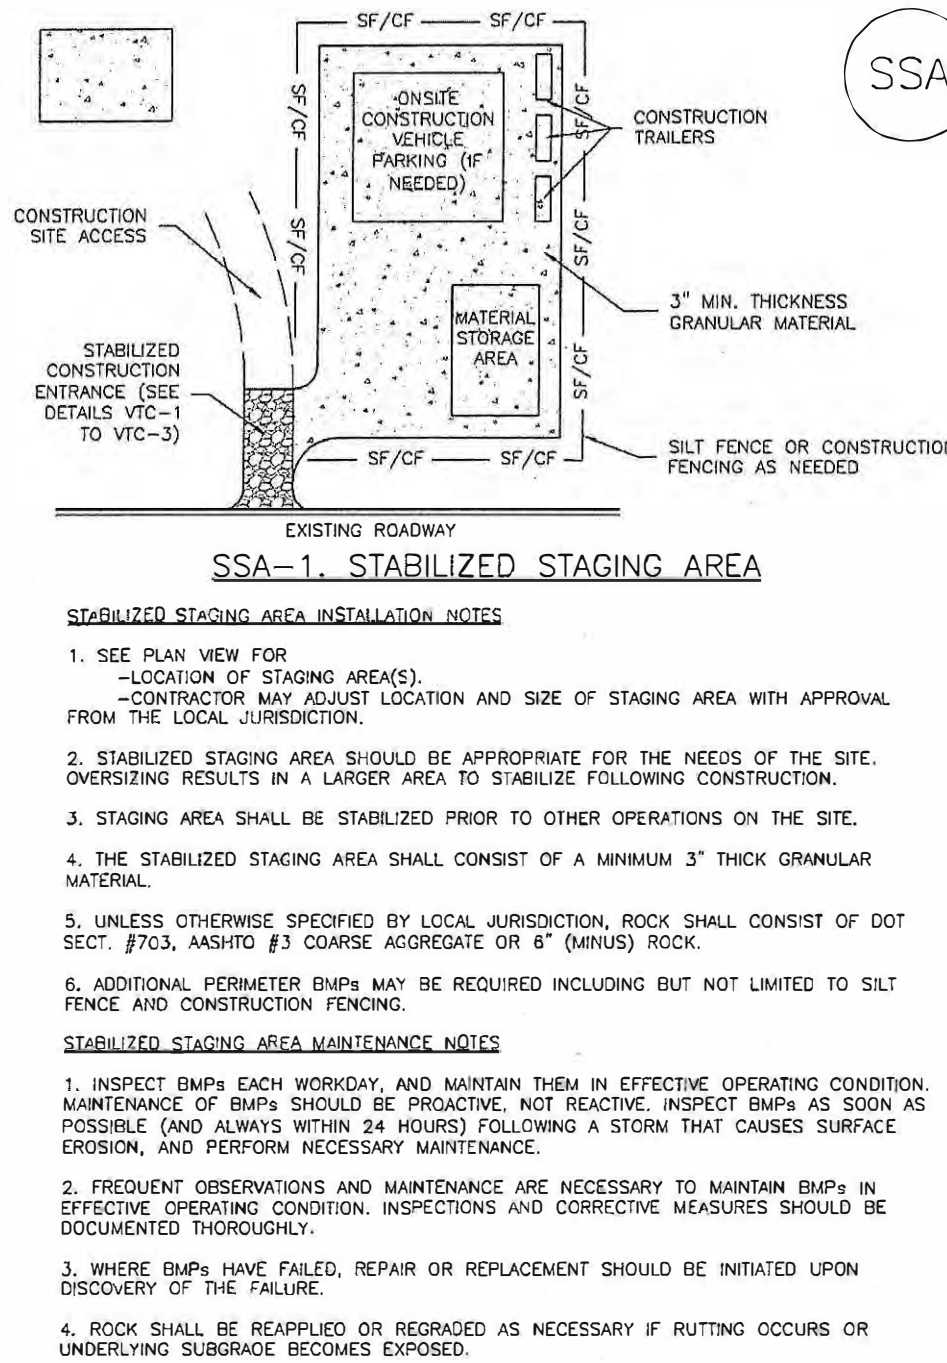 SF/CF SF/CF
SSA
SF/CF
ONSITE
CONSTRUCTION
VEHICLE
PARKING (IF
NEEDED)
SF/CF
CONSTRUCTION
TRAILERS
CONSTRUCTION
SITE ACCESS
SF/CF
SF/CF
3" MIN. THICKNESS
GRANULAR MATERIAL
MATERIAL
STORAGE
AREA
STABILIZED
CONSTRUCTION
ENTRANCE (SEE
DETAILS VTC-1
TO VTC-3)
SF/CF
SF/CF SF/CF
SILT FENCE OR CONSTRUCTION
FENCING AS NEEDED
EXISTING ROADWAY
SSA-1. STABILIZED STAGING AREA
STABILIZED STAGING AREA INSTALLATION NOTES
1. SEE PLAN VIEW FOR
-LOCATION OF STAGING AREA(S).
-CONTRACTOR MAY ADJUST LOCATION AND SIZE OF STAGING AREA WITH APPROVAL
FROM THE LOCAL JURISDICTION.
2. STABILIZED STAGING AREA SHOULD BE APPROPRIATE FOR THE NEEDS OF THE SITE.
OVERSIZING RESULTS IN A LARGER AREA TO STABILIZE FOLLOWING CONSTRUCTION.
3. STAGING AREA SHALL BE STABILIZED PRIOR TO OTHER OPERATIONS ON THE SITE.
4. THE STABILIZED STAGING AREA SHALL CONSIST OF A MINIMUM 3" THICK GRANULAR
MATERIAL.
5. UNLESS OTHERWISE SPECIFIED BY LOCAL JURISDICTION, ROCK SHALL CONSIST OF DOT
SECT. #703, AASHTO #3 COARSE AGGREGATE OR 6" (MINUS) ROCK.
6. ADDITIONAL PERIMETER BMPs MAY BE REQUIRED INCLUDING BUT NOT LIMITED TO SILT
FENCE AND CONSTRUCTION FENCING.
STABILIZED STAGING AREA MAINTENANCE NOTES
1. INSPECT BMPs EACH WORKDAY, AND MAINTAIN THEM IN EFFECTIVE OPERATING CONDITION.
MAINTENANCE OF BMPs SHOULD BE PROACTIVE, NOT REACTIVE. INSPECT BMPs AS SOON AS
POSSIBLE (AND ALWAYS WITHIN 24 HOURS) FOLLOWING A STORM THAT CAUSES SURFACE
EROSION, AND PERFORM NECESSARY MAINTENANCE.
2. FREQUENT OBSERVATIONS AND MAINTENANCE ARE NECESSARY TO MAINTAIN BMPs IN
EFFECTIVE OPERATING CONDITION. INSPECTIONS AND CORRECTIVE MEASURES SHOULD BE
DOCUMENTED THOROUGHLY.
3. WHERE BMPs HAVE FAILED, REPAIR OR REPLACEMENT SHOULD BE INITIATED UPON
DISCOVERY OF THE FAILURE.
4. ROCK SHALL BE REAPPLIED OR REGRADED AS NECESSARY IF RUTTING OCCURS OR
UNDERLYING SUBGRADE BECOMES EXPOSED.